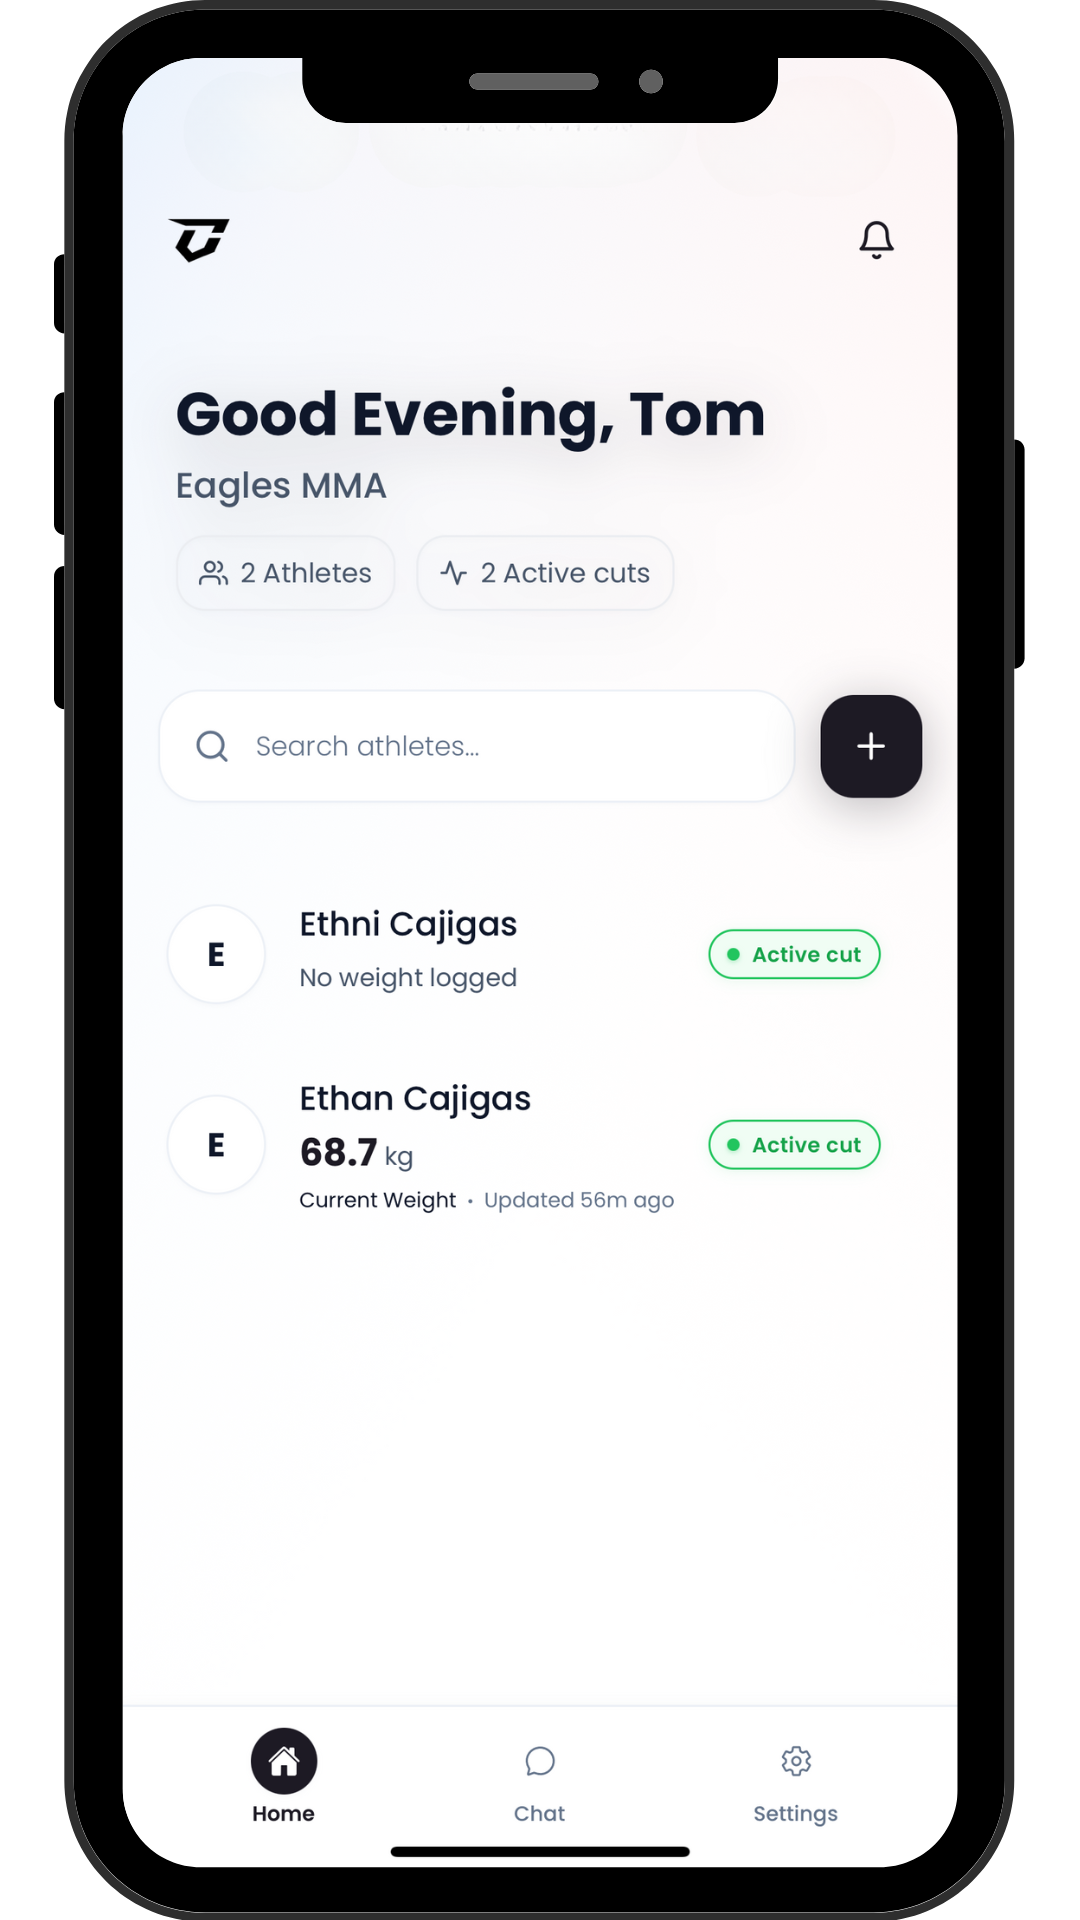 Good Evening, Tom
Eagles MMA
2 Athletes
2 Active cuts
Search athletes...
E
Ethni Cajigas
No weight logged
Active cut
E
Ethan Cajigas
68.7 kg
Current Weight • Updated 56m ago
Active cut
Home
Chat
Settings